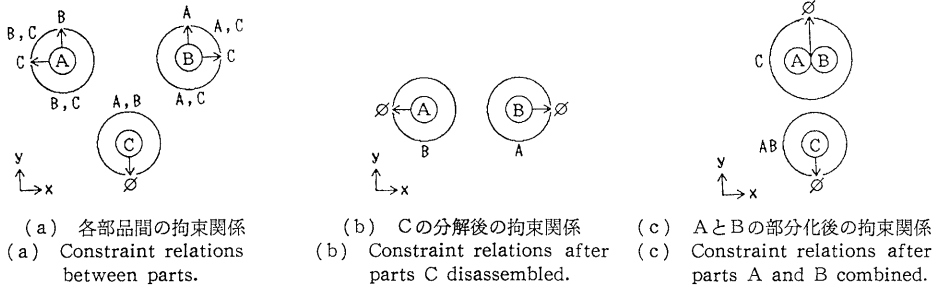 B
A
B,C
A,C
C
A
B
C
B,C
A,C
A,B
C
y
x
∅
∅
A
B
∅
B
A
y
x
∅
C
A
B
AB
C
y
x
∅
(a) 各部品間の拘束関係
(a) Constraint relations
between parts.
(b) Cの分解後の拘束関係
(b) Constraint relations after
parts C disassembled.
(c) AとBの部分化後の拘束関係
(c) Constraint relations after
parts A and B combined.